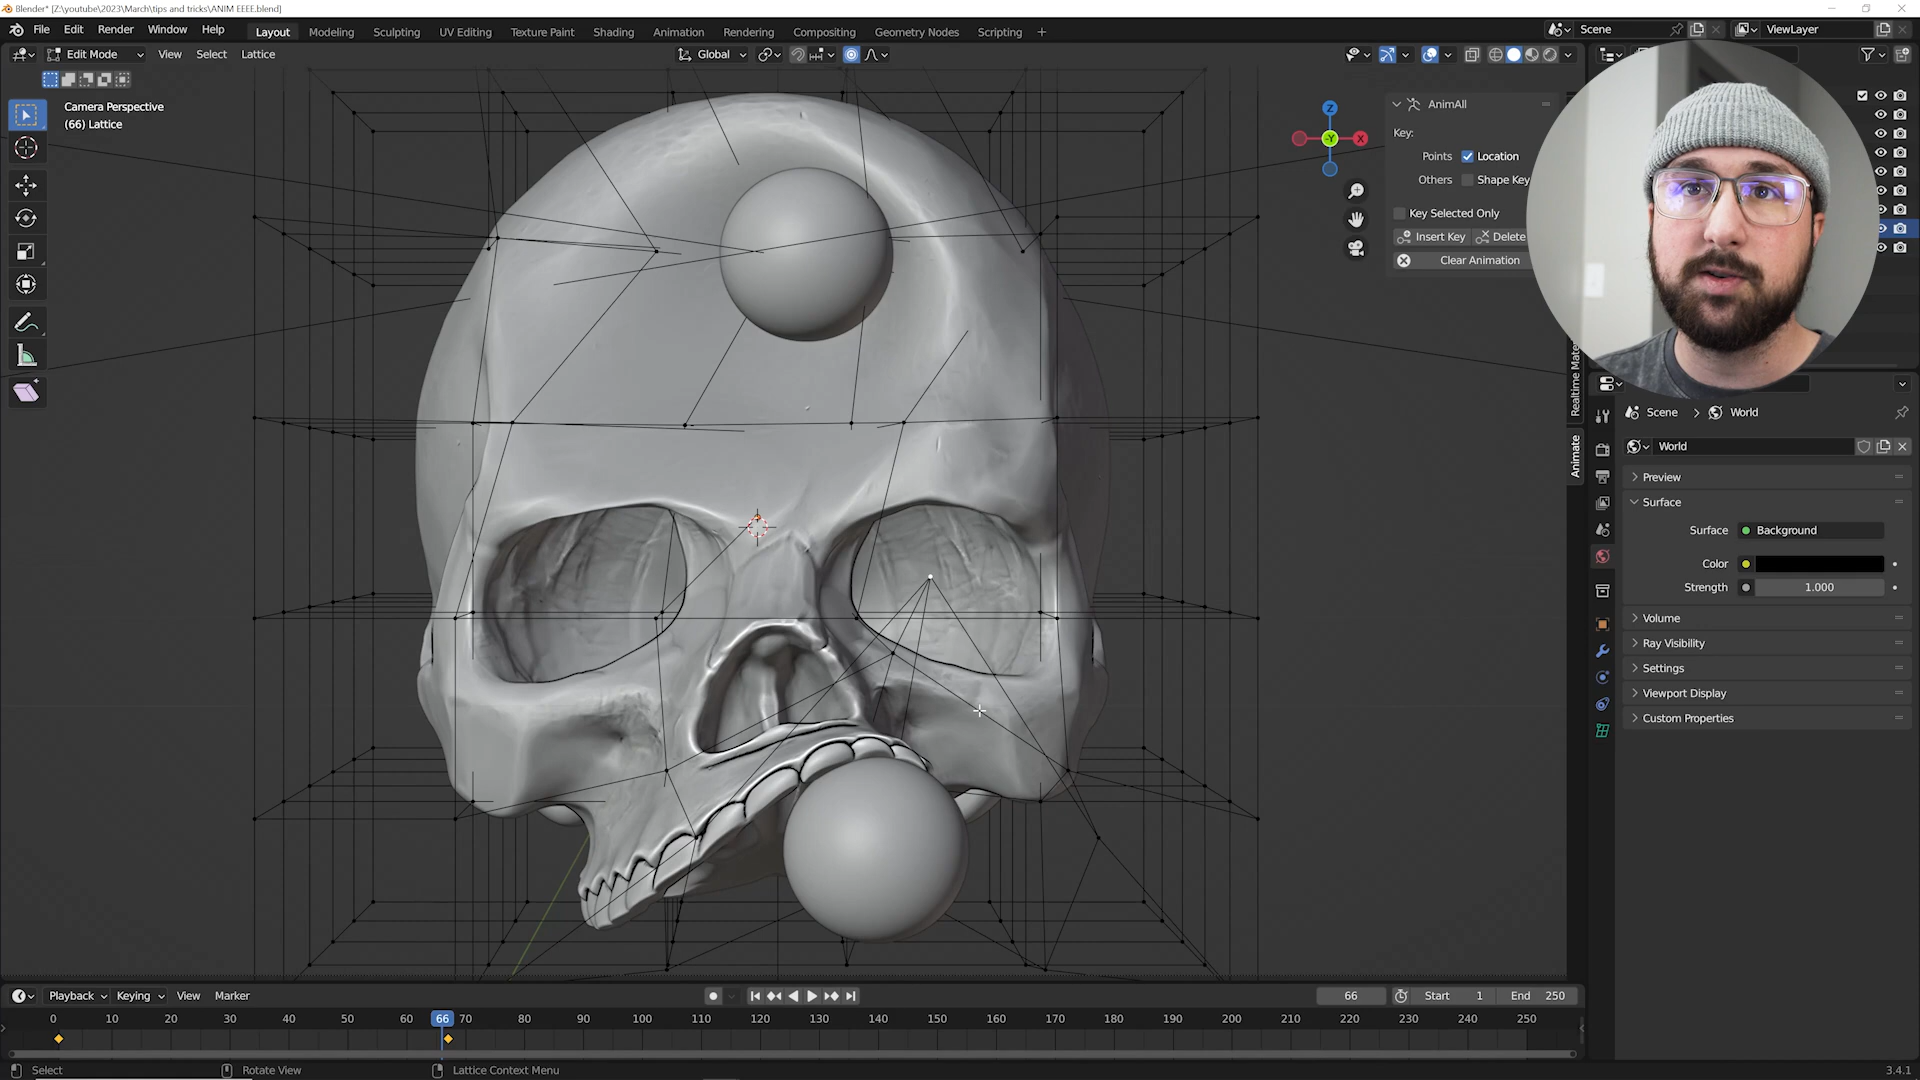 Blender* [Z:\youtube\2023\March\tips and tricks\ANIM EEEE.blend]
File Edit Render Window Help Layout Modeling Sculpting UV Editing Texture Paint Shading Animation Rendering Compositing Geometry Nodes Scripting + Scene ViewLayer
Edit Mode View Select Lattice Global
Camera Perspective
(66) Lattice
Z
Y
X
AnimAll
Key:
Points Location
Others Shape Key
Key Selected Only
Insert Key Delete
Clear Animation
Realtime Mater
Animate
Scene > World
World
Preview
Surface
Surface Background
Color
Strength 1.000
Volume
Ray Visibility
Settings
Viewport Display
Custom Properties
Playback Keying View Marker 66 Start 1 End 250
0 10 20 30 40 50 60 66 70 80 90 100 110 120 130 140 150 160 170 180 190 200 210 220 230 240 250
Select Rotate View Lattice Context Menu 3.4.1